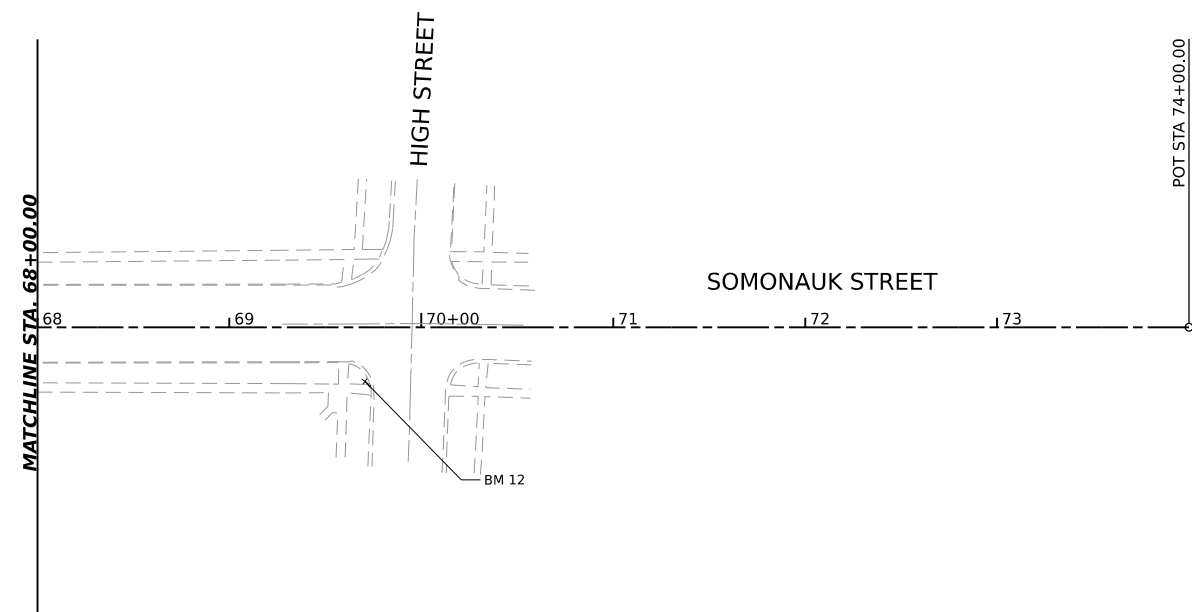 HIGH STREET
POT STA 74+00.00
MATCHLINE STA. 68+00.00
SOMONAUK STREET
68 69 70+00 71 72 73
BM 12